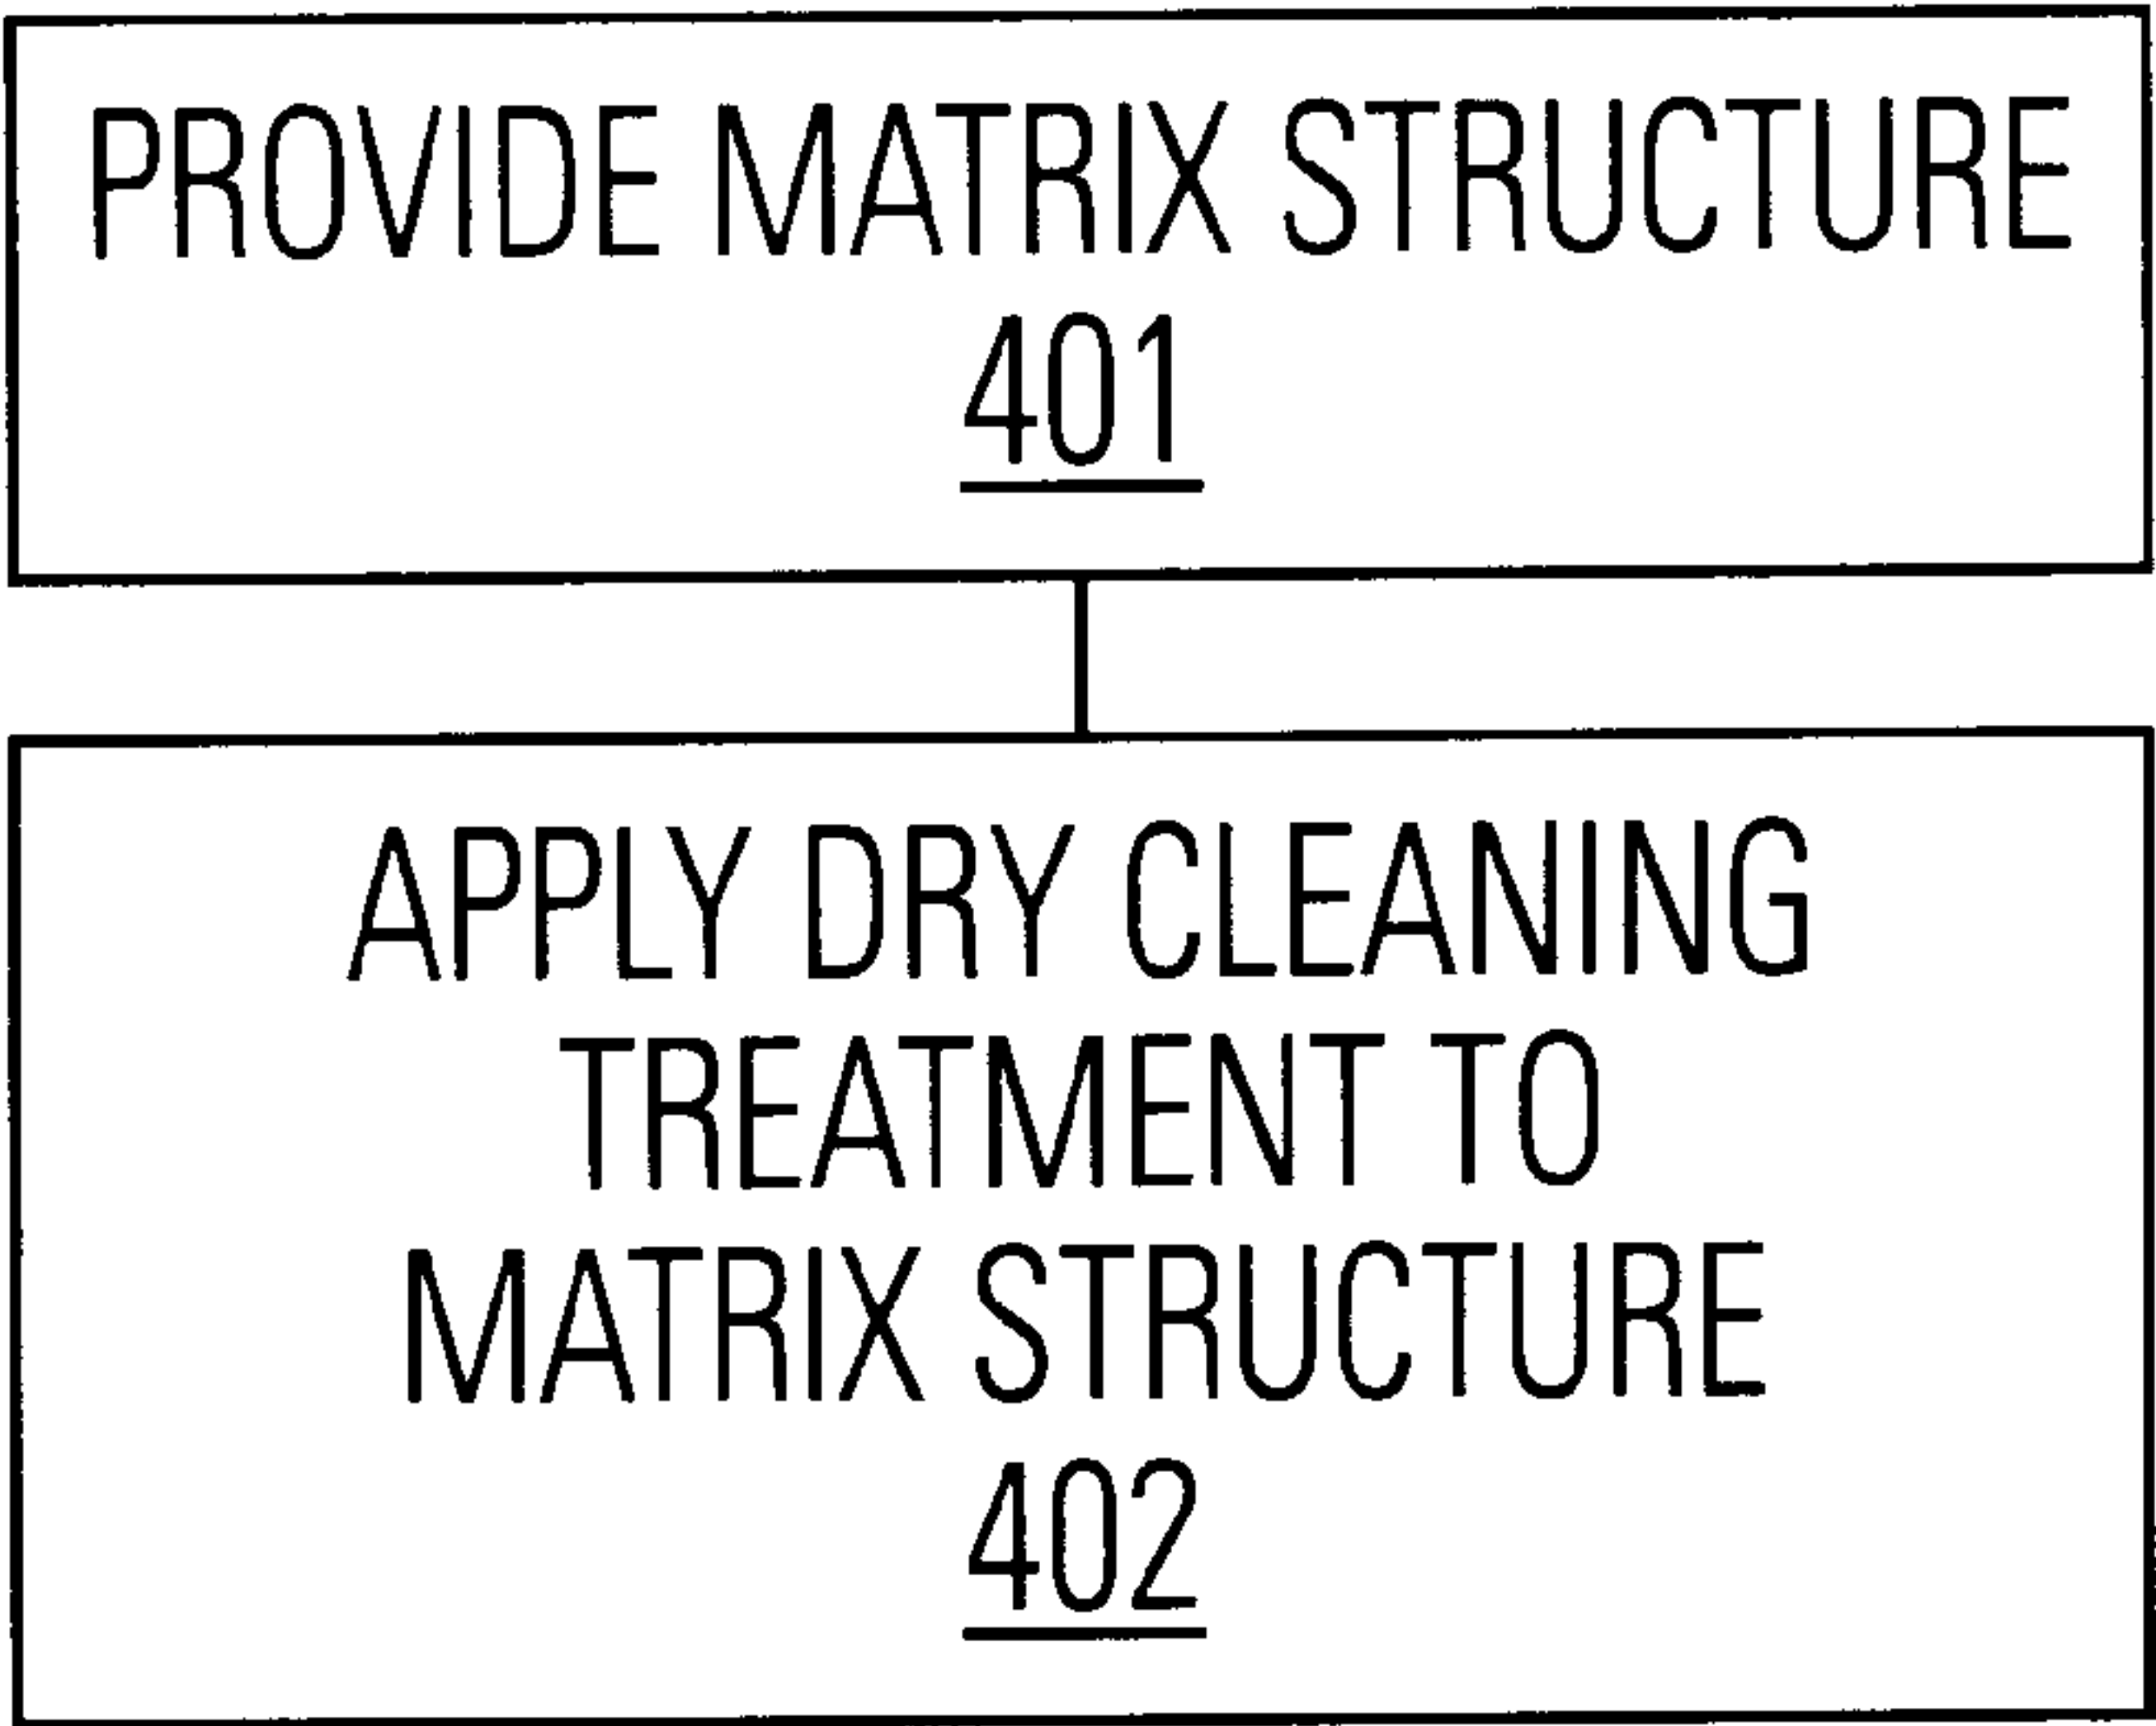 PROVIDE MATRIX STRUCTURE
401
APPLY DRY CLEANING
TREATMENT TO
MATRIX STRUCTURE
402